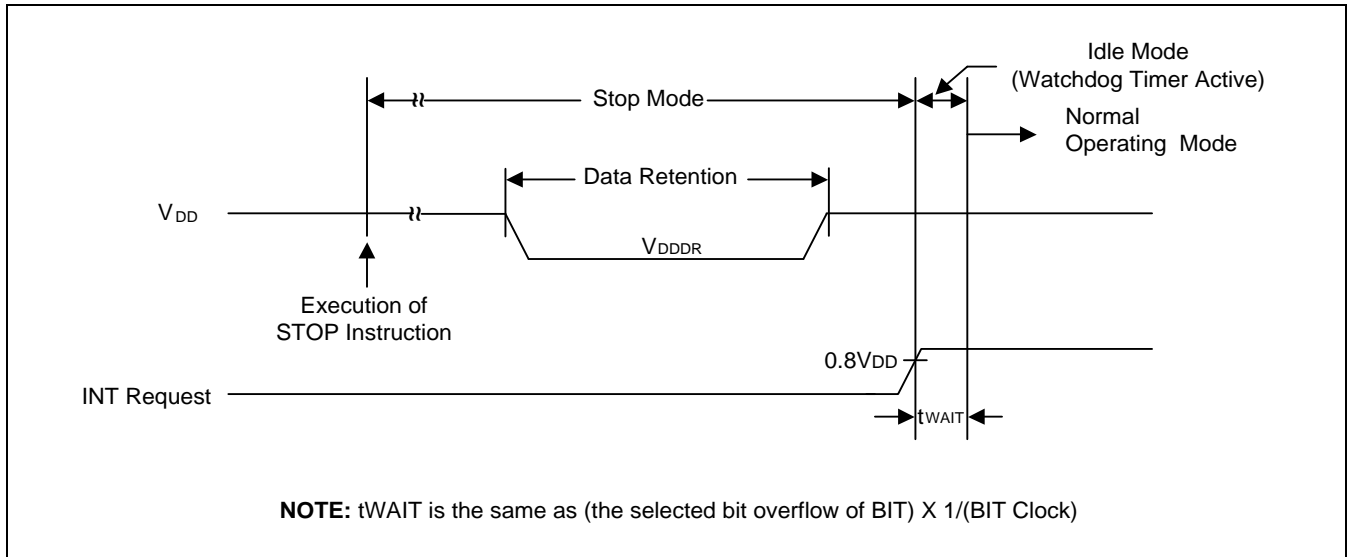 Idle Mode
(Watchdog Timer Active)
Stop Mode
Normal
Operating Mode
Data Retention
VDD
VDDDR
Execution of
STOP Instruction
0.8VDD
INT Request
tWAIT
NOTE: tWAIT is the same as (the selected bit overflow of BIT) X 1/(BIT Clock)